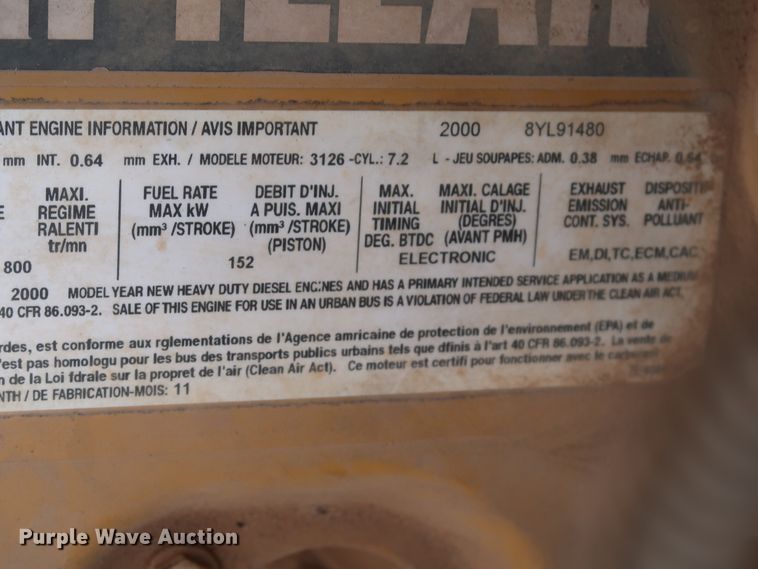 ANT ENGINE INFORMATION / AVIS IMPORTANT 2000 8YL91480
mm INT. 0.64 mm EXH. / MODELE MOTEUR: 3126 -CYL.: 7.2 L - JEU SOUPAPES: ADM. 0.38 mm ECHAP. 0.64
MAXI. FUEL RATE DEBIT D'INJ. MAX. MAXI. CALAGE EXHAUST DISPOSITI
REGIME MAX kW A PUIS. MAXI INITIAL INITIAL D'INJ. EMISSION ANTI-
RALENTI (mm³ /STROKE) (mm³ /STROKE) TIMING (DEGRES) CONT. SYS. POLLUANT
tr/mn (PISTON) DEG. BTDC (AVANT PMH)
800 152 ELECTRONIC EM,DI,TC,ECM,CAC
2000 MODEL YEAR NEW HEAVY DUTY DIESEL ENGINES AND HAS A PRIMARY INTENDED SERVICE APPLICATION AS A MEDIUM
40 CFR 86.093-2. SALE OF THIS ENGINE FOR USE IN AN URBAN BUS IS A VIOLATION OF FEDERAL LAW UNDER THE CLEAN AIR ACT.
rdes, est conforme aux rglementations de l'Agence amricaine de protection de l'environnement (EPA) et de
'est pas homologu pour les bus des transports publics urbains tels que dfinis à l'art 40 CFR 86.093-2. La vente de
n de la Loi fdrale sur la propret de l'air (Clean Air Act). Ce moteur est certifi pour fonctionner avec le carburant
NTH / DE FABRICATION-MOIS: 11
Purple Wave Auction